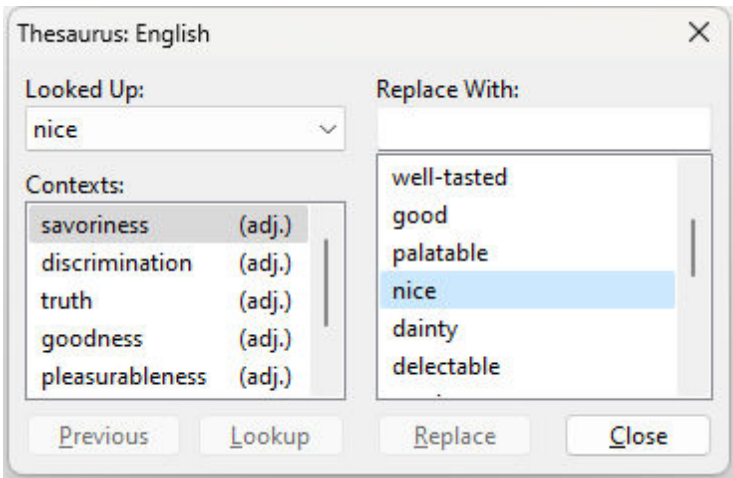 Thesaurus: English
Looked Up:
nice
Contexts:
savoriness (adj.)
discrimination (adj.)
truth (adj.)
goodness (adj.)
pleasurableness (adj.)
Replace With:
well-tasted
good
palatable
nice
dainty
delectable
Previous
Lookup
Replace
Close